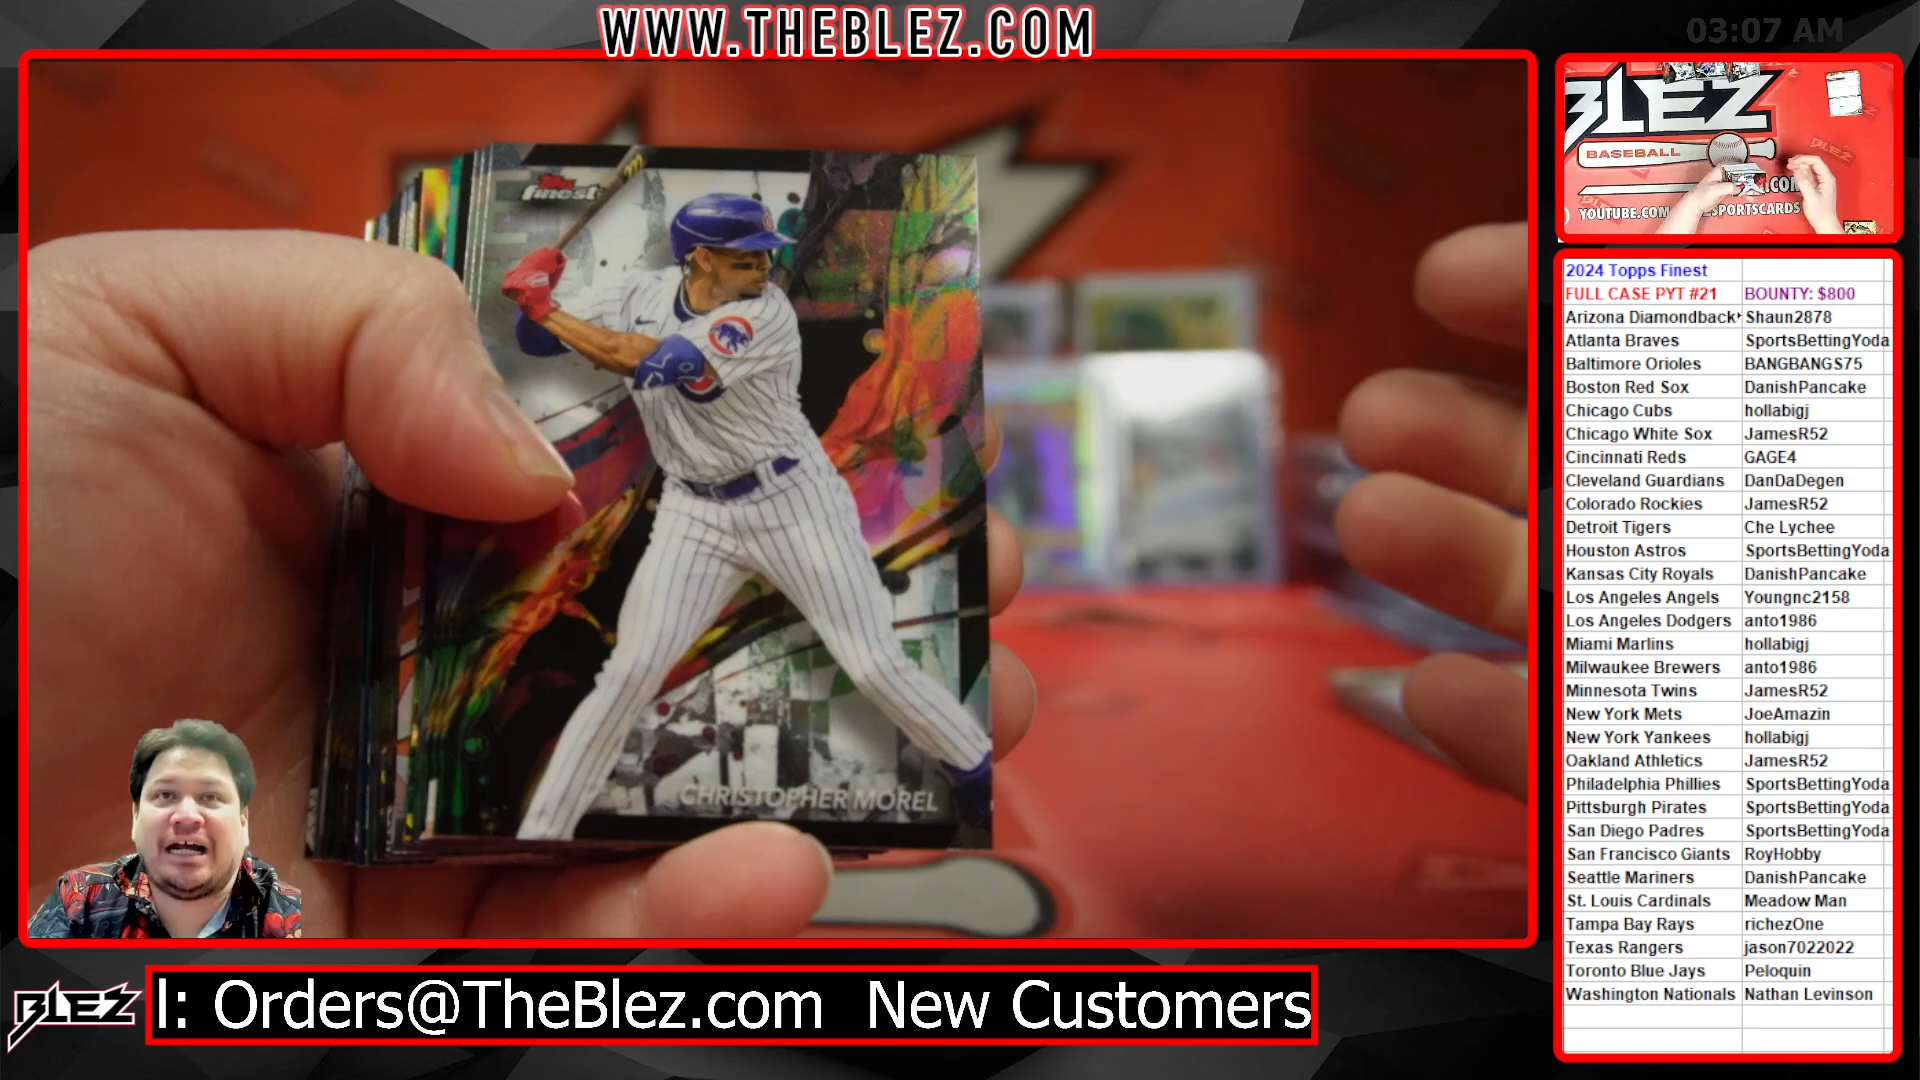 WWW.THEBLEZ.COM
03:07 AM
Topps
finest
CHRISTOPHER MOREL
BLEZ
BASEBALL
.COM
YOUTUBE.COM
SPORTSCARDS
2024 Topps Finest
FULL CASE PYT #21 BOUNTY: $800
Arizona Diamondback Shaun2878
Atlanta Braves SportsBettingYoda
Baltimore Orioles BANGBANGS75
Boston Red Sox DanishPancake
Chicago Cubs hollabigj
Chicago White Sox JamesR52
Cincinnati Reds GAGE4
Cleveland Guardians DanDaDegen
Colorado Rockies JamesR52
Detroit Tigers Che Lychee
Houston Astros SportsBettingYoda
Kansas City Royals DanishPancake
Los Angeles Angels Youngnc2158
Los Angeles Dodgers anto1986
Miami Marlins hollabigj
Milwaukee Brewers anto1986
Minnesota Twins JamesR52
New York Mets JoeAmazin
New York Yankees hollabigj
Oakland Athletics JamesR52
Philadelphia Phillies SportsBettingYoda
Pittsburgh Pirates SportsBettingYoda
San Diego Padres SportsBettingYoda
San Francisco Giants RoyHobby
Seattle Mariners DanishPancake
St. Louis Cardinals Meadow Man
Tampa Bay Rays richezOne
Texas Rangers jason7022022
Toronto Blue Jays Peloquin
Washington Nationals Nathan Levinson
BLEZ
l: Orders@TheBlez.com New Customers